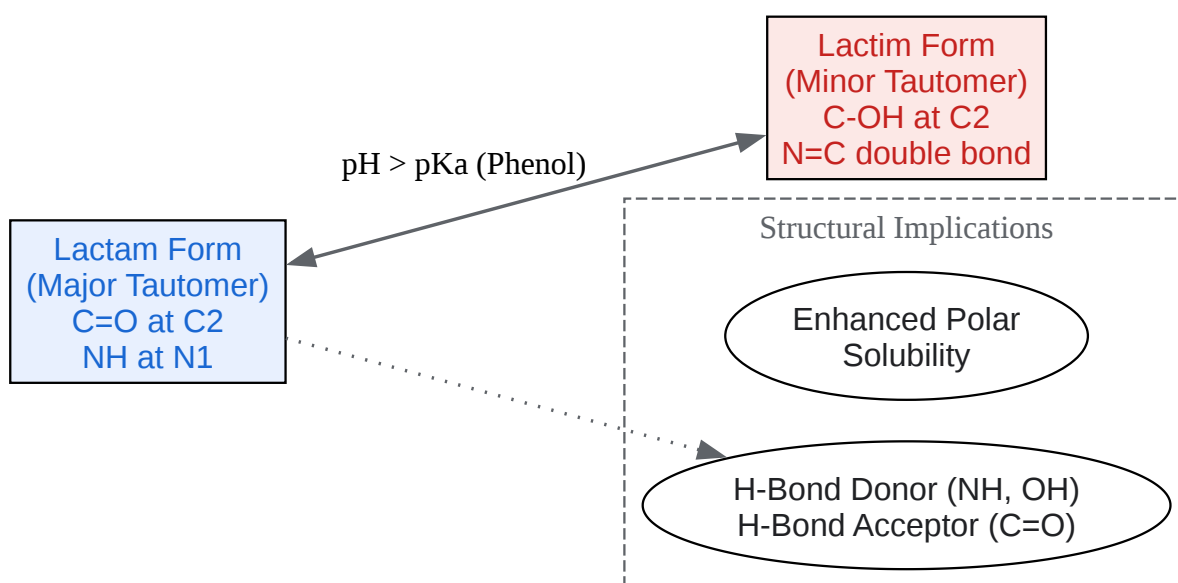 Lactim Form
(Minor Tautomer)
C-OH at C2
N=C double bond
pH > pKa (Phenol)
Lactam Form
(Major Tautomer)
C=O at C2
NH at N1
Structural Implications
Enhanced Polar
Solubility
H-Bond Donor (NH, OH)
H-Bond Acceptor (C=O)